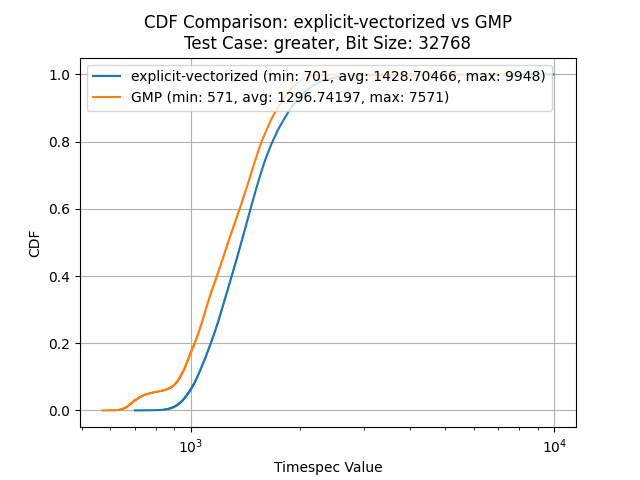 CDF Comparison: explicit-vectorized vs GMP
Test Case: greater, Bit Size: 32768
explicit-vectorized (min: 701, avg: 1428.70466, max: 9948)
GMP (min: 571, avg: 1296.74197, max: 7571)
CDF
1.0
0.8
0.6
0.4
0.2
0.0
10³
10⁴
Timespec Value